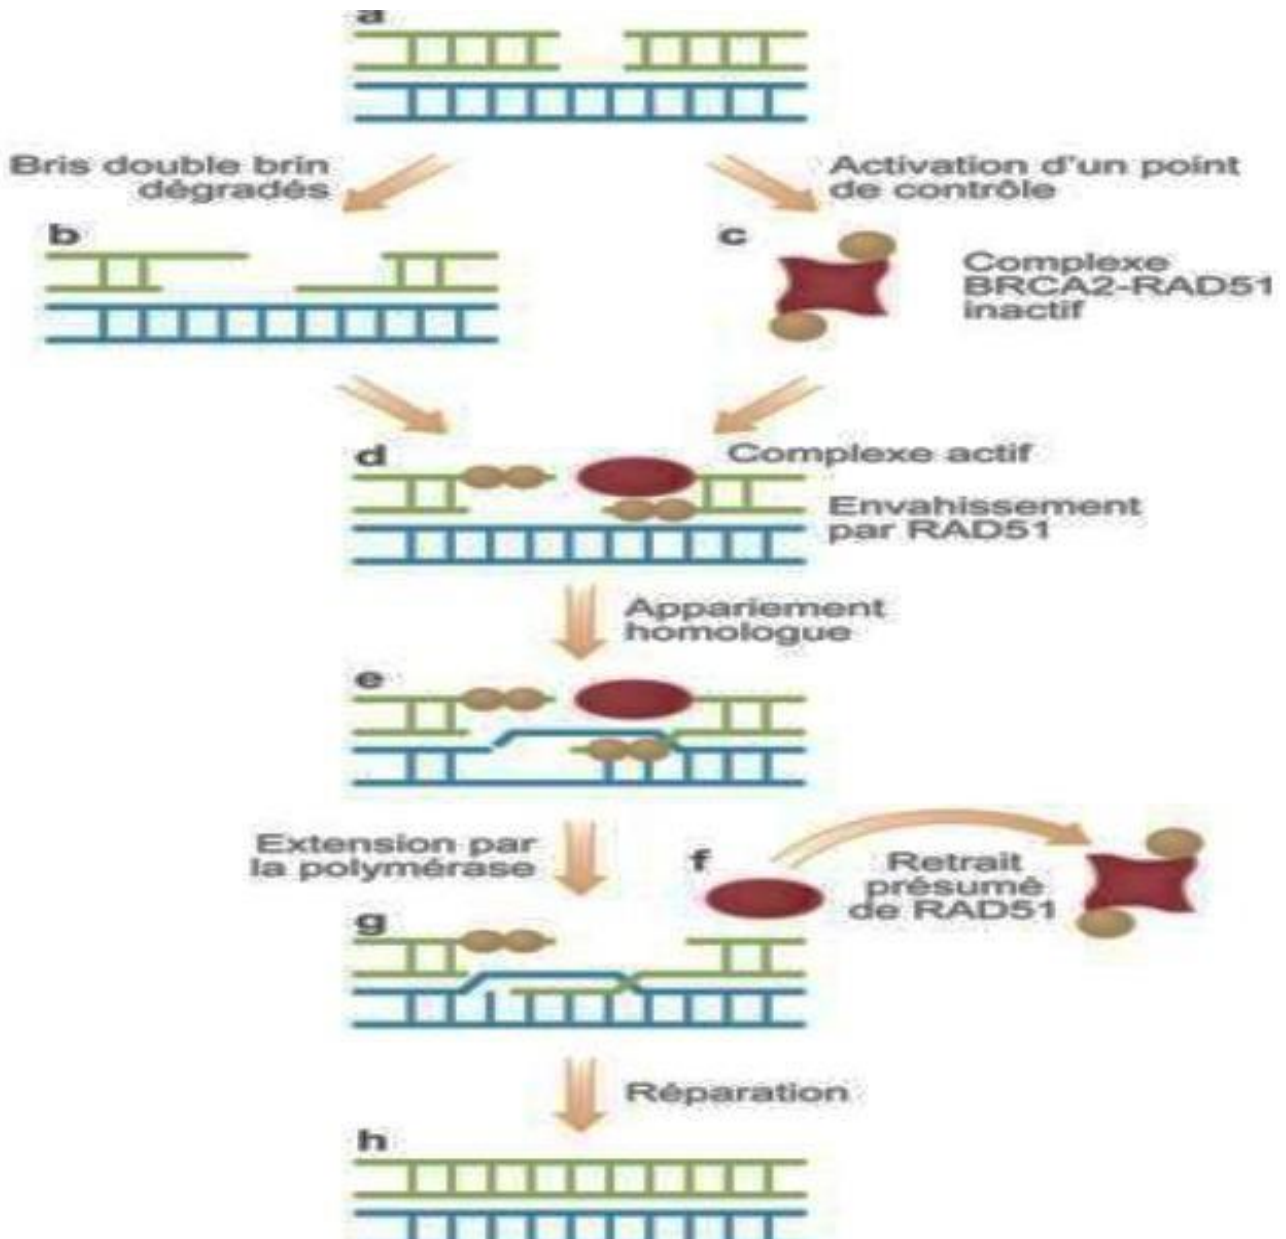 a
Bris double brin
dégradés
Activation d'un point
de contrôle
b
c
Complexe
BRCA2-RAD51
inactif
d
Complexe actif
Envahissement
par RAD51
Appariement
homologue
e
Extension par
la polymérase
f
Retrait
présumé
de RAD51
g
Réparation
h